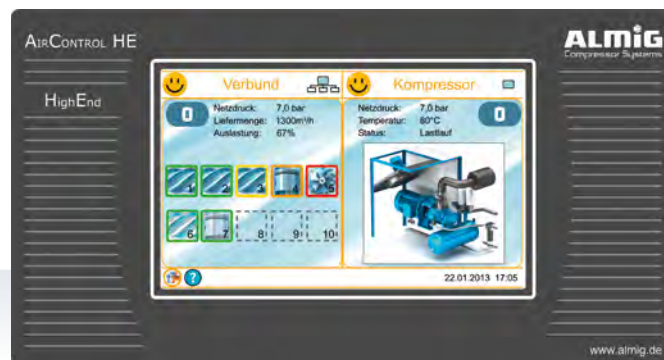 AirControl HE
HighEnd
ALMiG
Compressor Systems
Verbund
Kompressor
0
Netzdruck: 7,0 bar
Liefermenge: 1300m³/h
Auslastung: 67%
Netzdruck: 7,0 bar
Temperatur: 80°C
Status: Lastlauf
0
1 2 3 4 5
6 7 8 9 10
?
22.01.2013 17:05
www.almig.de